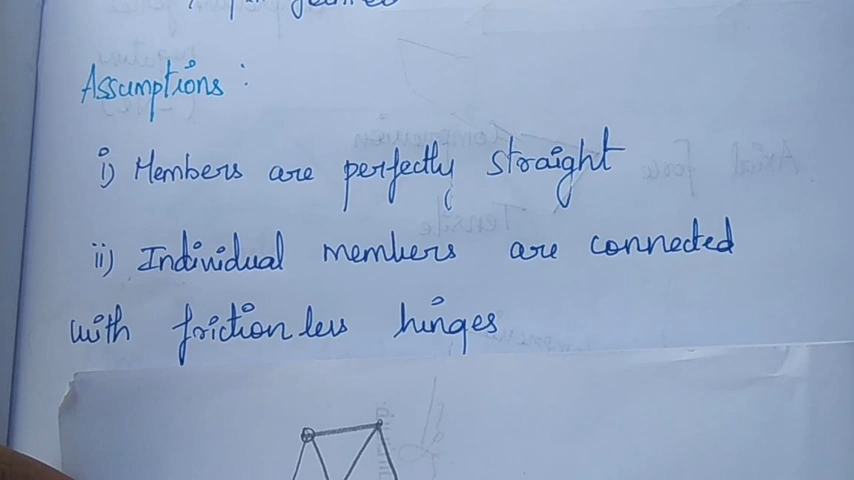 Assumptions :
i) Members are perfectly straight
ii) Individual members are connected
with frictionless hinges